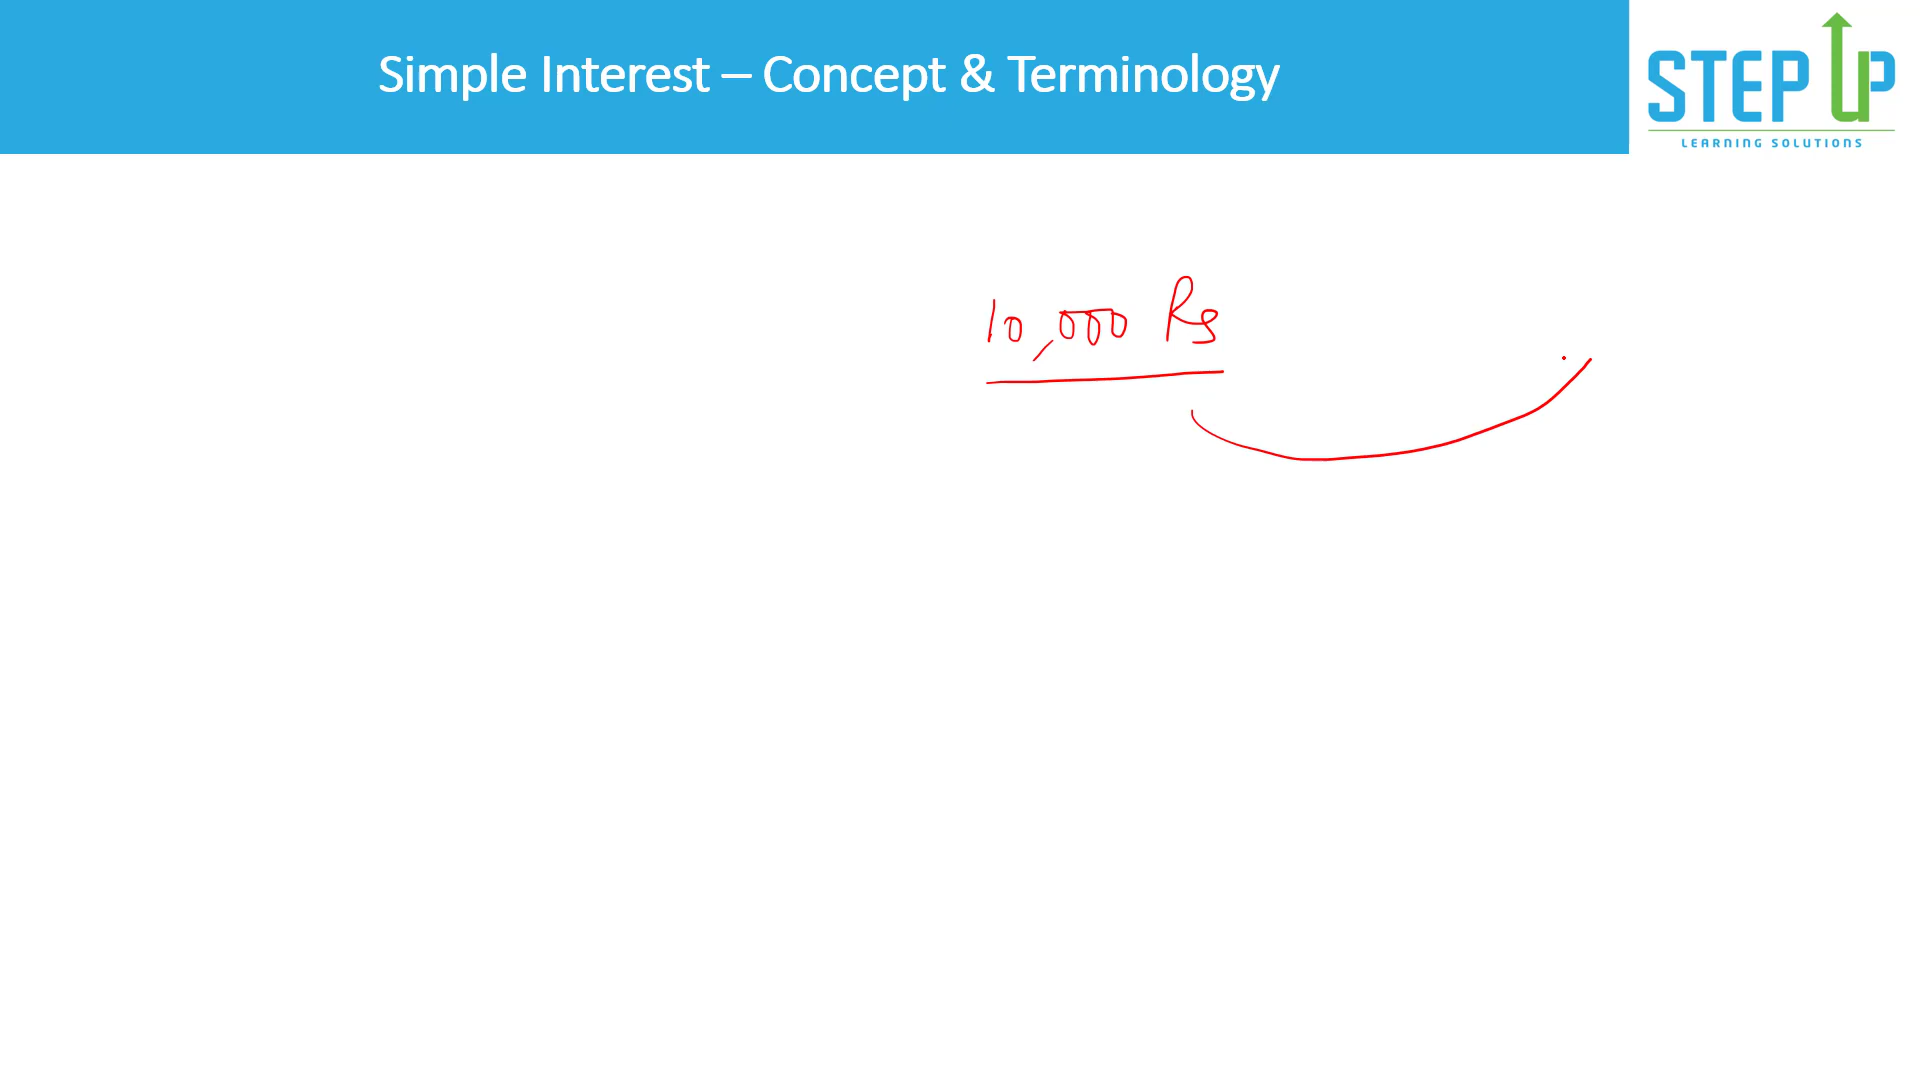 Simple Interest – Concept & Terminology
STEP UP
LEARNING SOLUTIONS
10,000 Rs